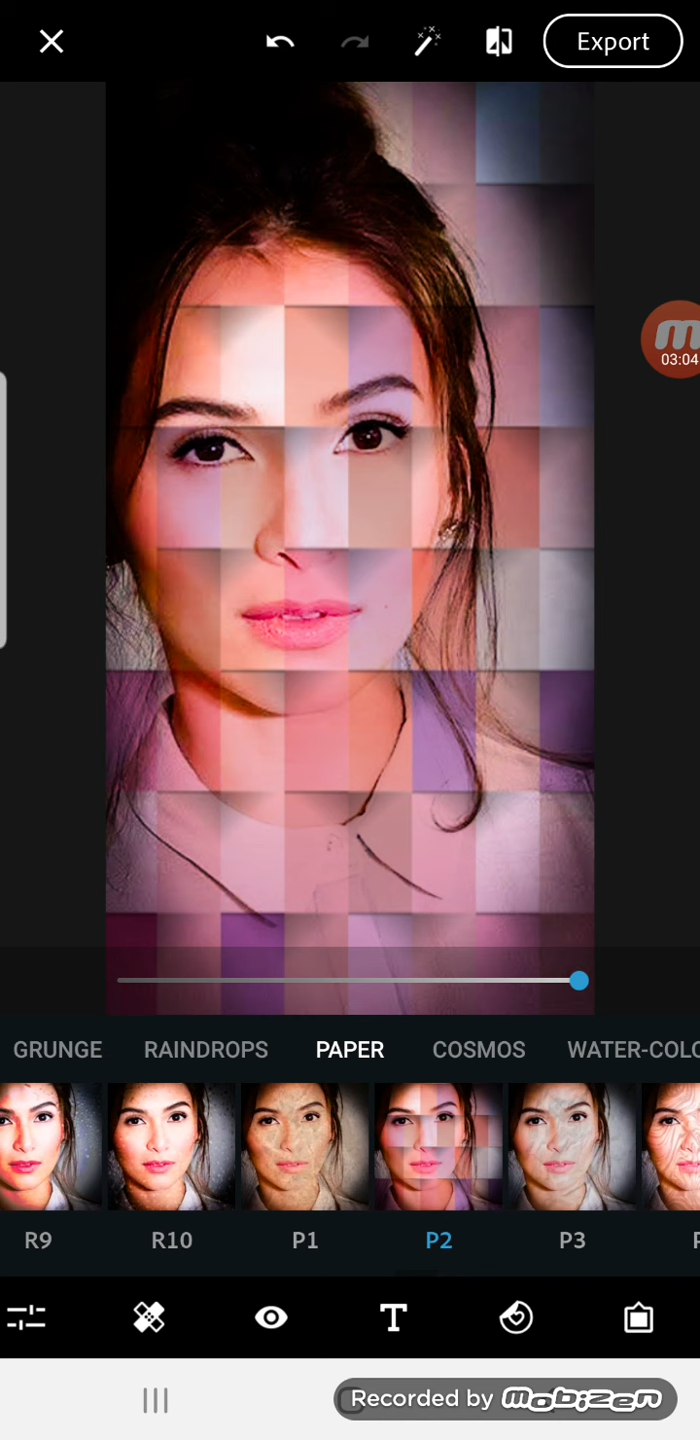 Export
03:04
GRUNGE RAINDROPS PAPER COSMOS WATER-COLO
R9 R10 P1 P2 P3
T
Recorded by mobizen